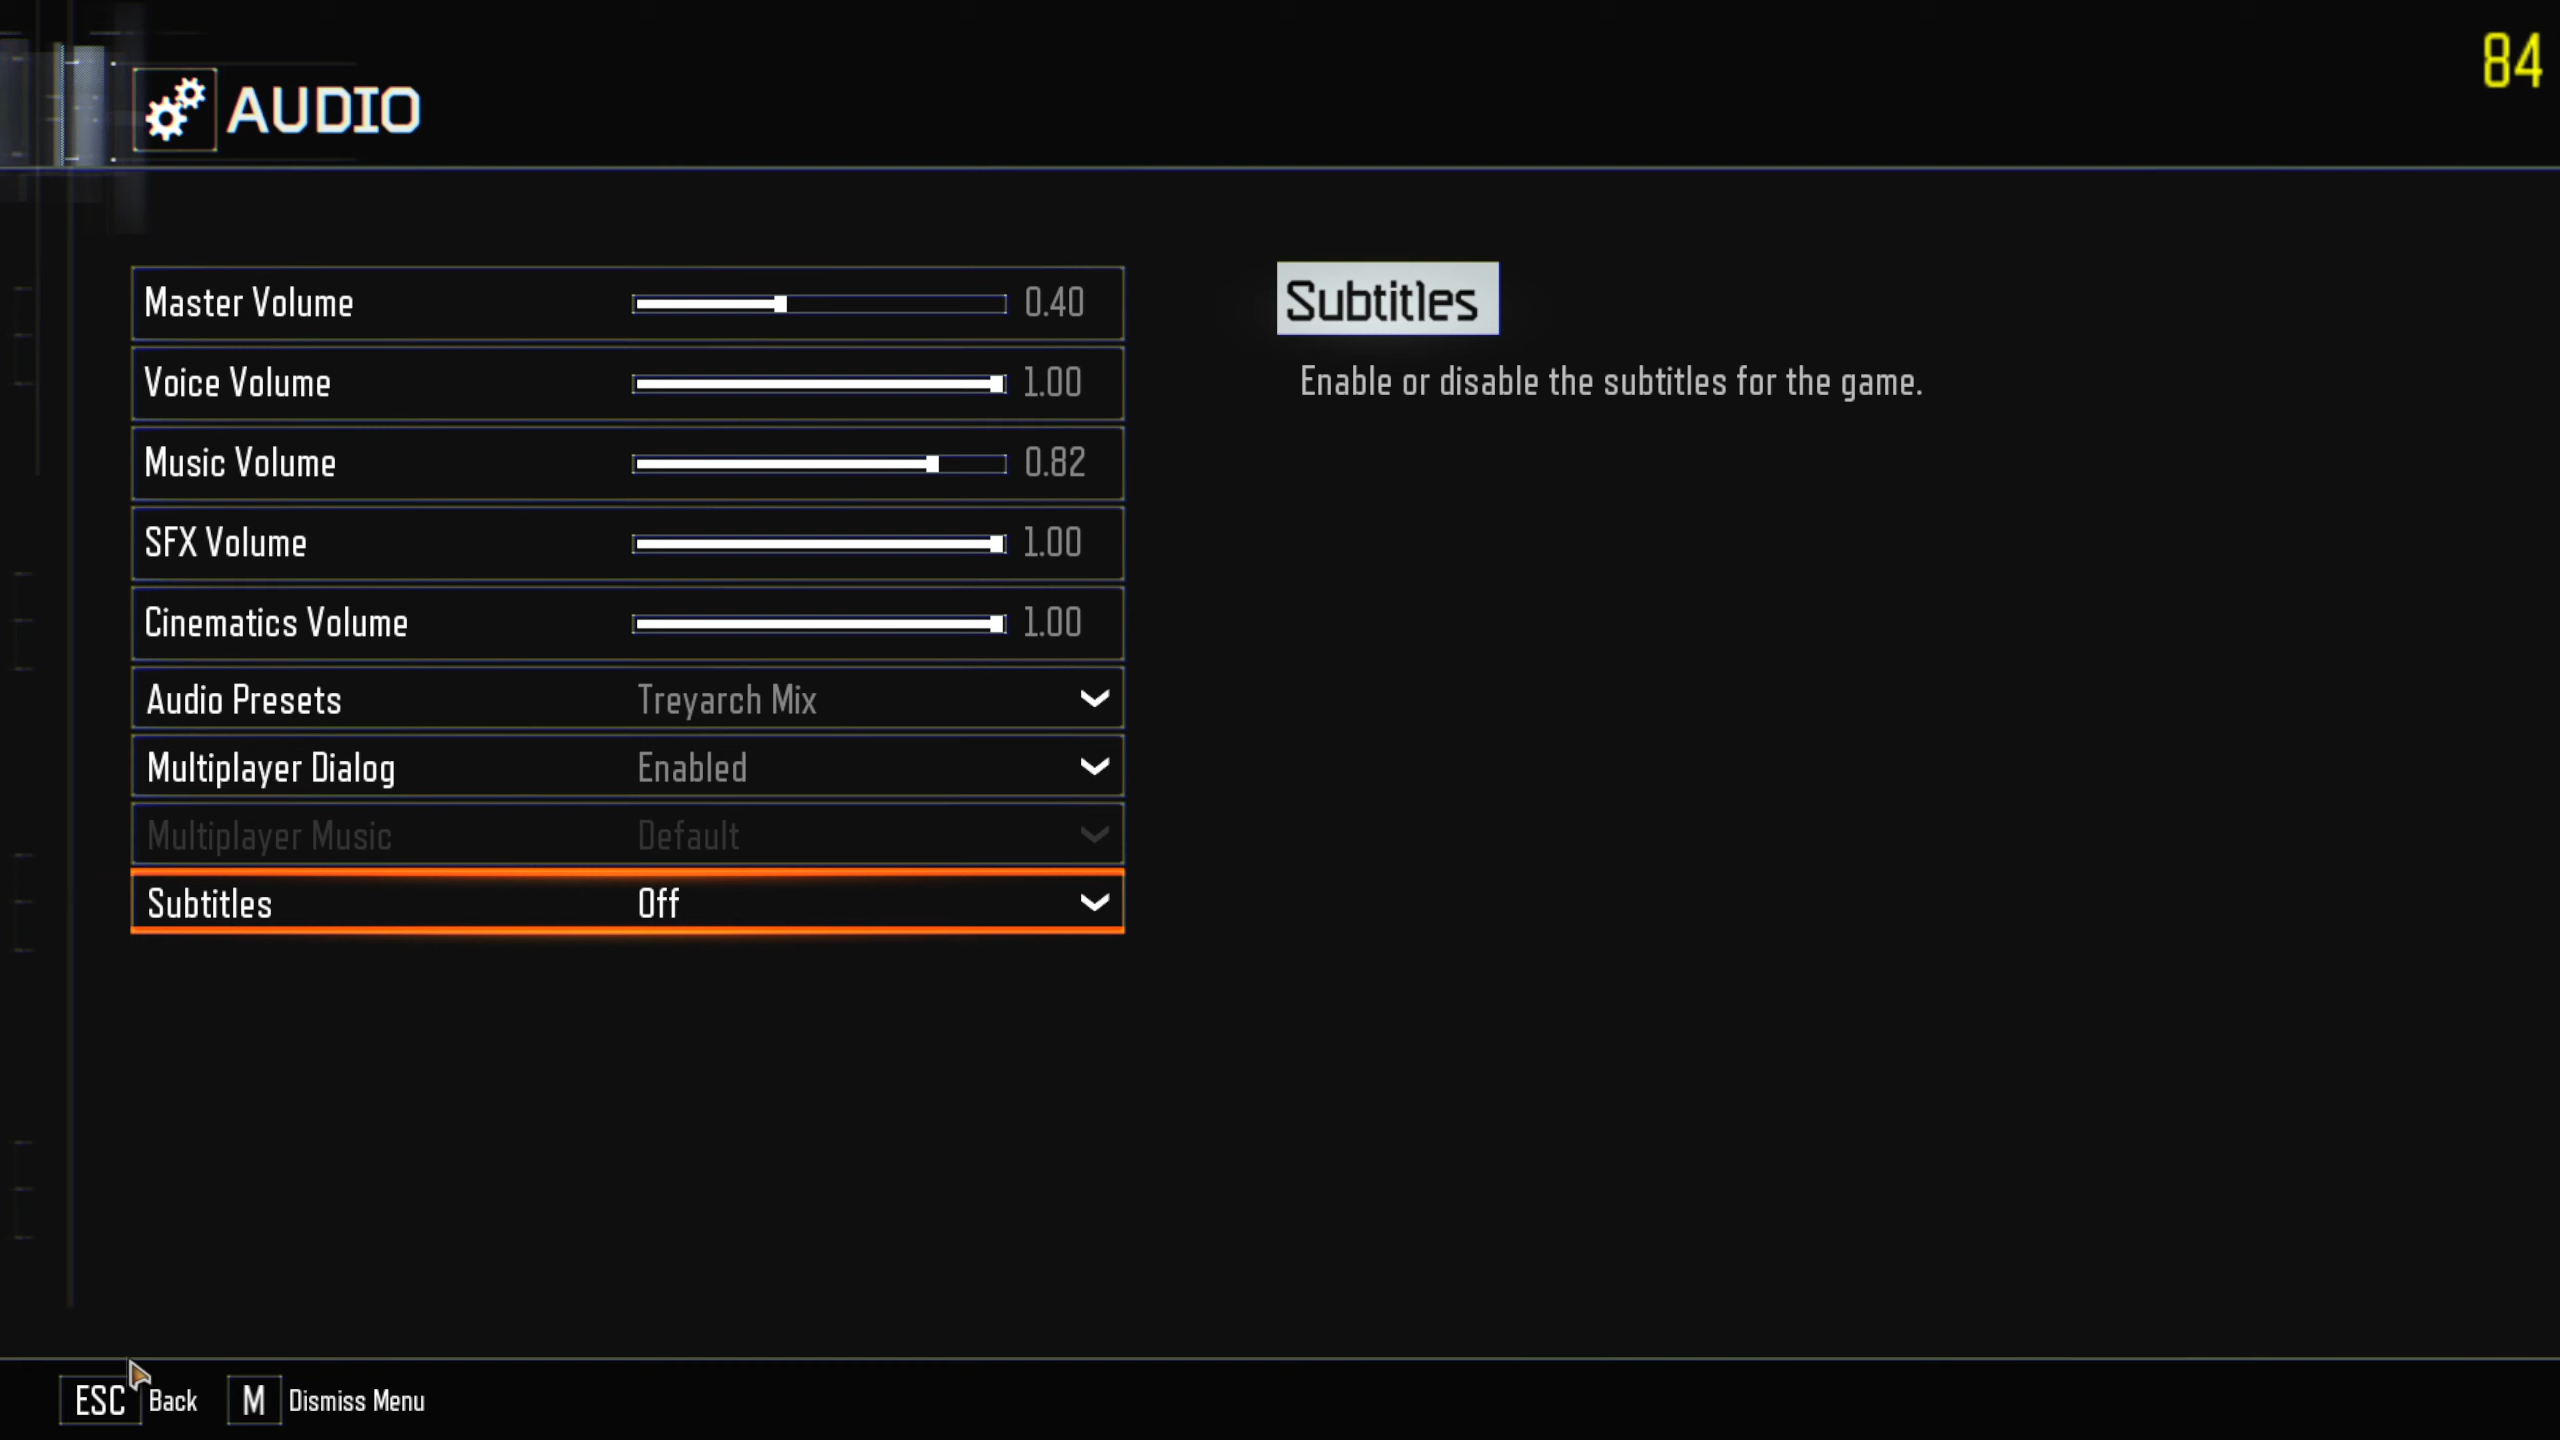 84
AUDIO
Master Volume 0.40
Voice Volume 1.00
Music Volume 0.82
SFX Volume 1.00
Cinematics Volume 1.00
Audio Presets Treyarch Mix
Multiplayer Dialog Enabled
Multiplayer Music Default
Subtitles Off
Subtitles
Enable or disable the subtitles for the game.
ESC Back M Dismiss Menu